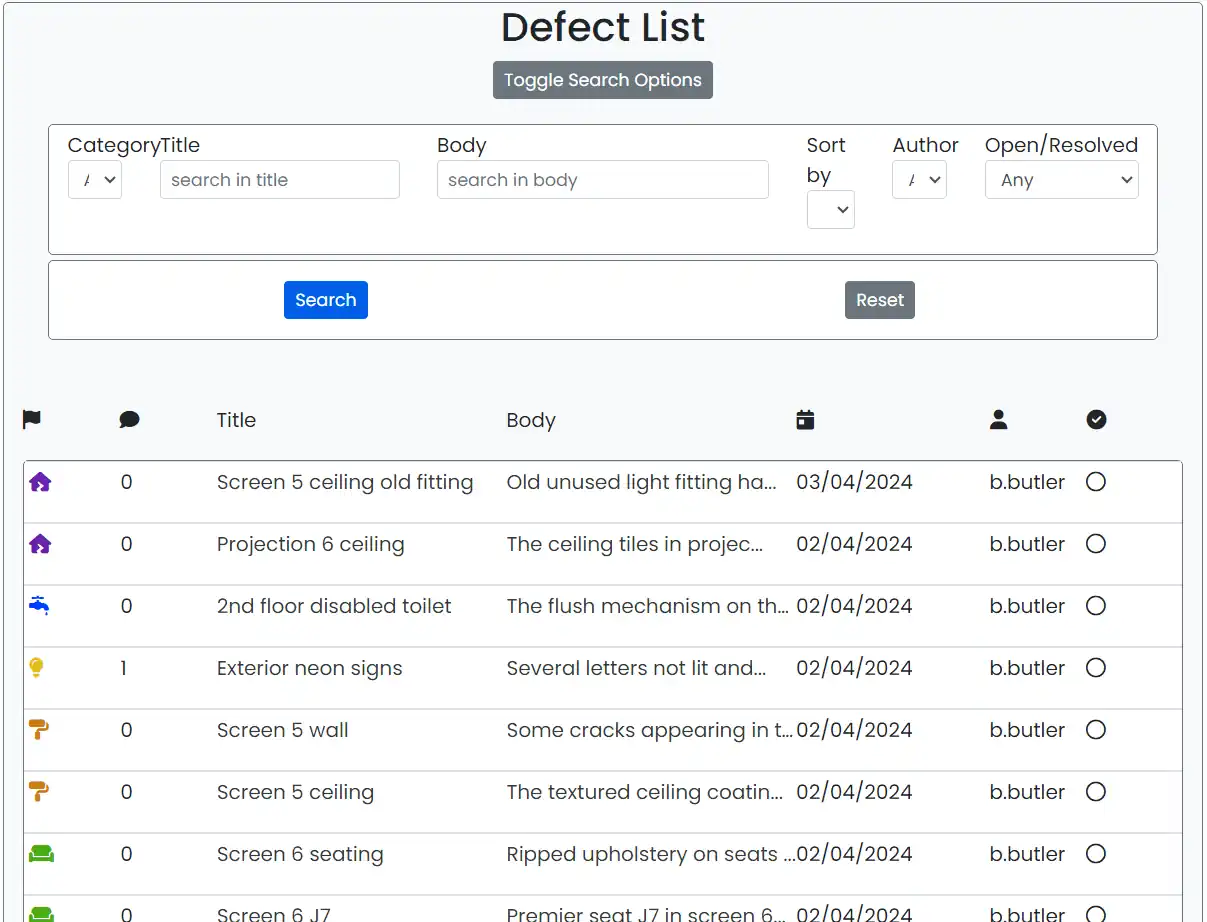 Defect List
Toggle Search Options
Category Title Body Sort by Author Open/Resolved
search in title search in body Any
Search Reset
Title Body
0 Screen 5 ceiling old fitting Old unused light fitting ha... 03/04/2024 b.butler
0 Projection 6 ceiling The ceiling tiles in projec... 02/04/2024 b.butler
0 2nd floor disabled toilet The flush mechanism on th... 02/04/2024 b.butler
1 Exterior neon signs Several letters not lit and... 02/04/2024 b.butler
0 Screen 5 wall Some cracks appearing in t... 02/04/2024 b.butler
0 Screen 5 ceiling The textured ceiling coatin... 02/04/2024 b.butler
0 Screen 6 seating Ripped upholstery on seats ... 02/04/2024 b.butler
0 Screen 6 J7 Premier seat J7 in screen 6... 02/04/2024 b.butler